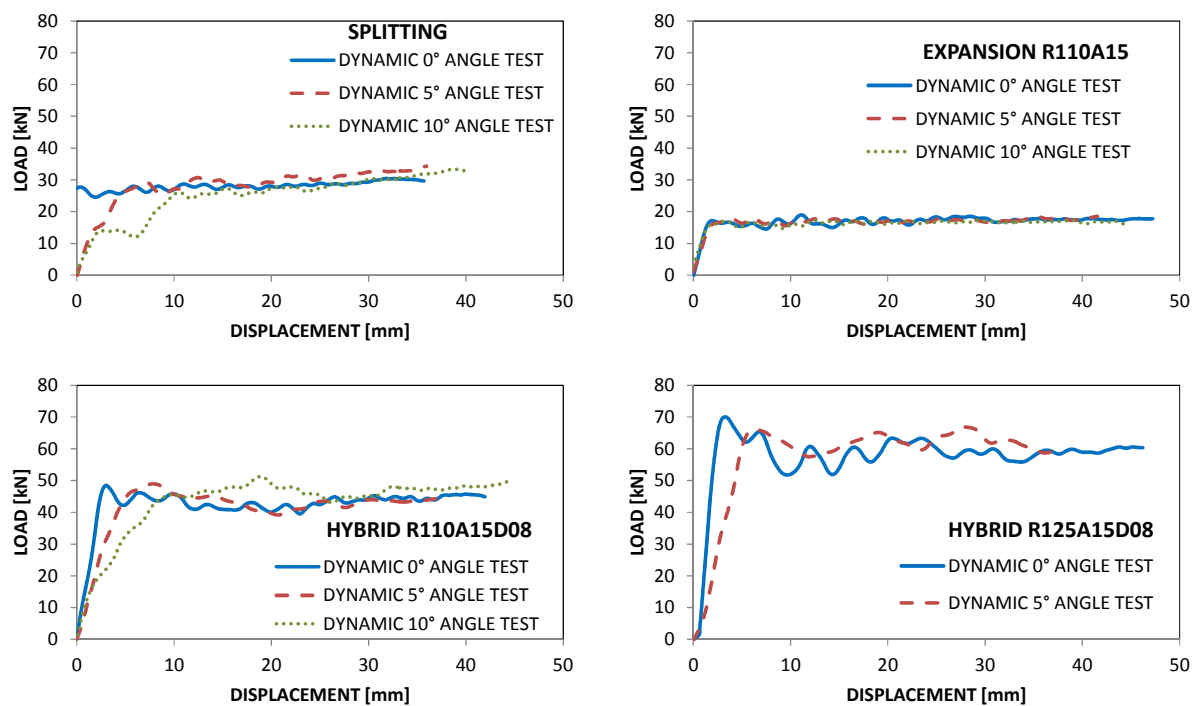 SPLITTING
DYNAMIC 0° ANGLE TEST
DYNAMIC 5° ANGLE TEST
DYNAMIC 10° ANGLE TEST
LOAD [kN]
80
70
60
50
40
30
20
10
0
0 10 20 30 40 50
DISPLACEMENT [mm]
EXPANSION R110A15
DYNAMIC 0° ANGLE TEST
DYNAMIC 5° ANGLE TEST
DYNAMIC 10° ANGLE TEST
LOAD [kN]
80
70
60
50
40
30
20
10
0
0 10 20 30 40 50
DISPLACEMENT [mm]
HYBRID R110A15D08
DYNAMIC 0° ANGLE TEST
DYNAMIC 5° ANGLE TEST
DYNAMIC 10° ANGLE TEST
LOAD [kN]
80
70
60
50
40
30
20
10
0
0 10 20 30 40 50
DISPLACEMENT [mm]
HYBRID R125A15D08
DYNAMIC 0° ANGLE TEST
DYNAMIC 5° ANGLE TEST
LOAD [kN]
80
70
60
50
40
30
20
10
0
0 10 20 30 40 50
DISPLACEMENT [mm]